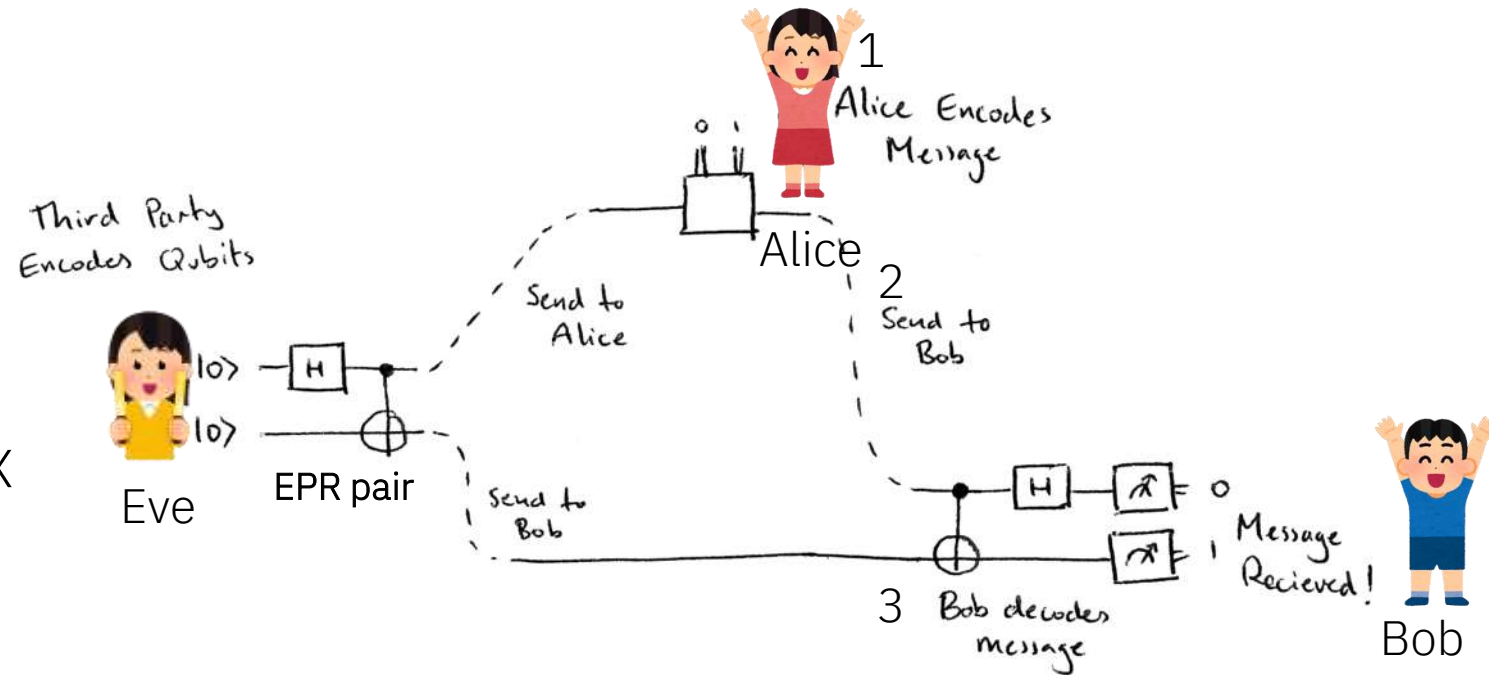 1
Alice Encodes
Message
0 1
Third Party
Encodes Qubits
Alice
2
Send to
Alice
Send to
Bob
|0>
H
|0>
X
EPR pair
Eve
Send to
Bob
H
0
1
Message
Recieved!
3
Bob decodes
message
Bob